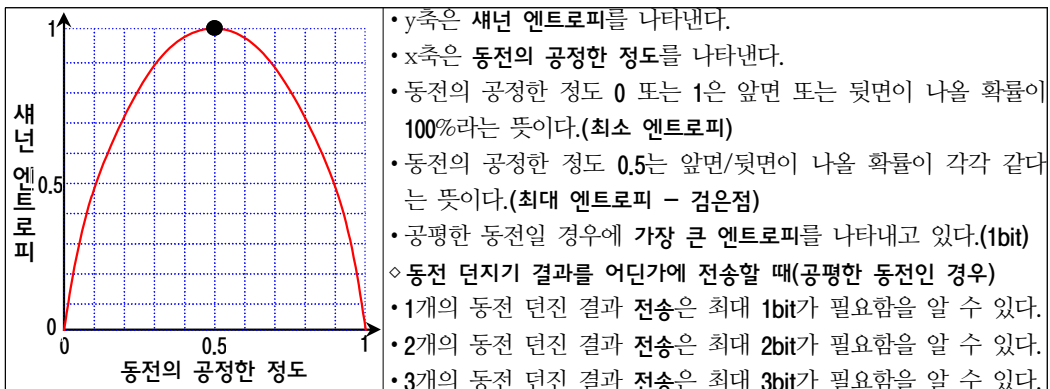 1
0.5
0
섀넌 엔트로피
0
0.5
1
동전의 공정한 정도
• y축은 섀넌 엔트로피를 나타낸다.
• x축은 동전의 공정한 정도를 나타낸다.
• 동전의 공정한 정도 0 또는 1은 앞면 또는 뒷면이 나올 확률이
100%라는 뜻이다.(최소 엔트로피)
• 동전의 공정한 정도 0.5는 앞면/뒷면이 나올 확률이 각각 같다
는 뜻이다.(최대 엔트로피 - 검은점)
• 공평한 동전일 경우에 가장 큰 엔트로피를 나타내고 있다.(1bit)
◇ 동전 던지기 결과를 어딘가에 전송할 때(공평한 동전인 경우)
• 1개의 동전 던진 결과 전송은 최대 1bit가 필요함을 알 수 있다.
• 2개의 동전 던진 결과 전송은 최대 2bit가 필요함을 알 수 있다.
• 3개의 동전 던진 결과 전송은 최대 3bit가 필요함을 알 수 있다.